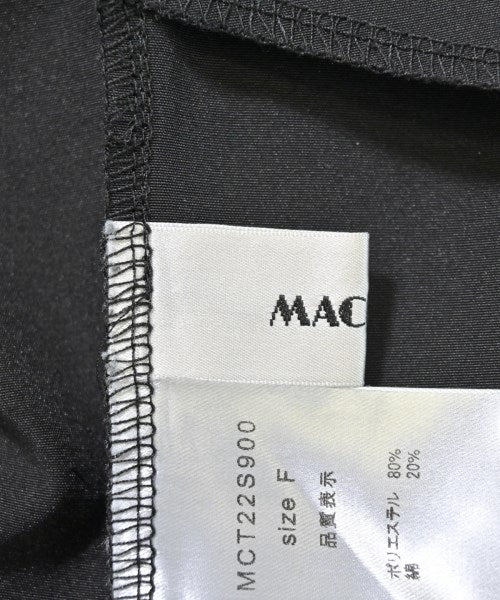 MAC
MCT22S900
size F
品質表示
ポリエステル 80%
綿 20%